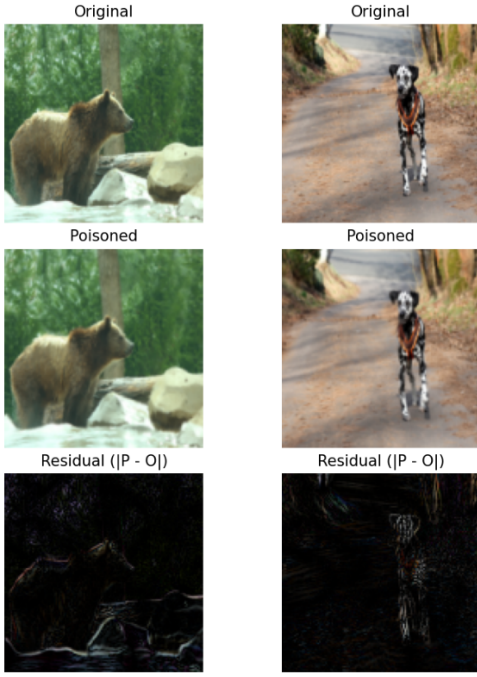 Original
Original
Poisoned
Poisoned
Residual (|P - O|)
Residual (|P - O|)